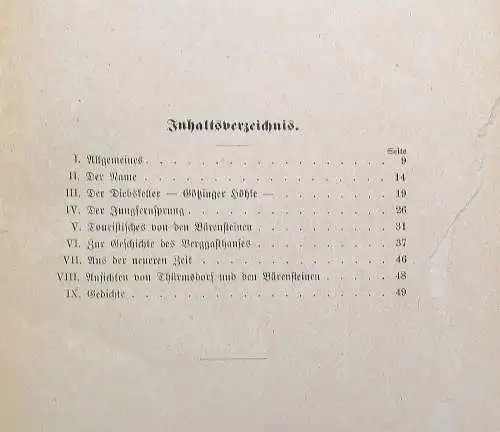 Inhaltsverzeichnis.
Seite
I. Allgemeines . . . . . . . . . . . . . . . . . 9
II. Der Name . . . . . . . . . . . . . . . . . 14
III. Der Diebskeller — Götzinger Höhle — . . . . . . . . 19
IV. Der Jungfernsprung . . . . . . . . . . . . . . 26
V. Touristisches von den Bärensteinen . . . . . . . . . 31
VI. Zur Geschichte des Berggasthauses . . . . . . . . . 37
VII. Aus der neueren Zeit . . . . . . . . . . . . . 46
VIII. Ansichten von Thürmsdorf und den Bärensteinen . . . . . 48
IX. Gedichte . . . . . . . . . . . . . . . . . . 49